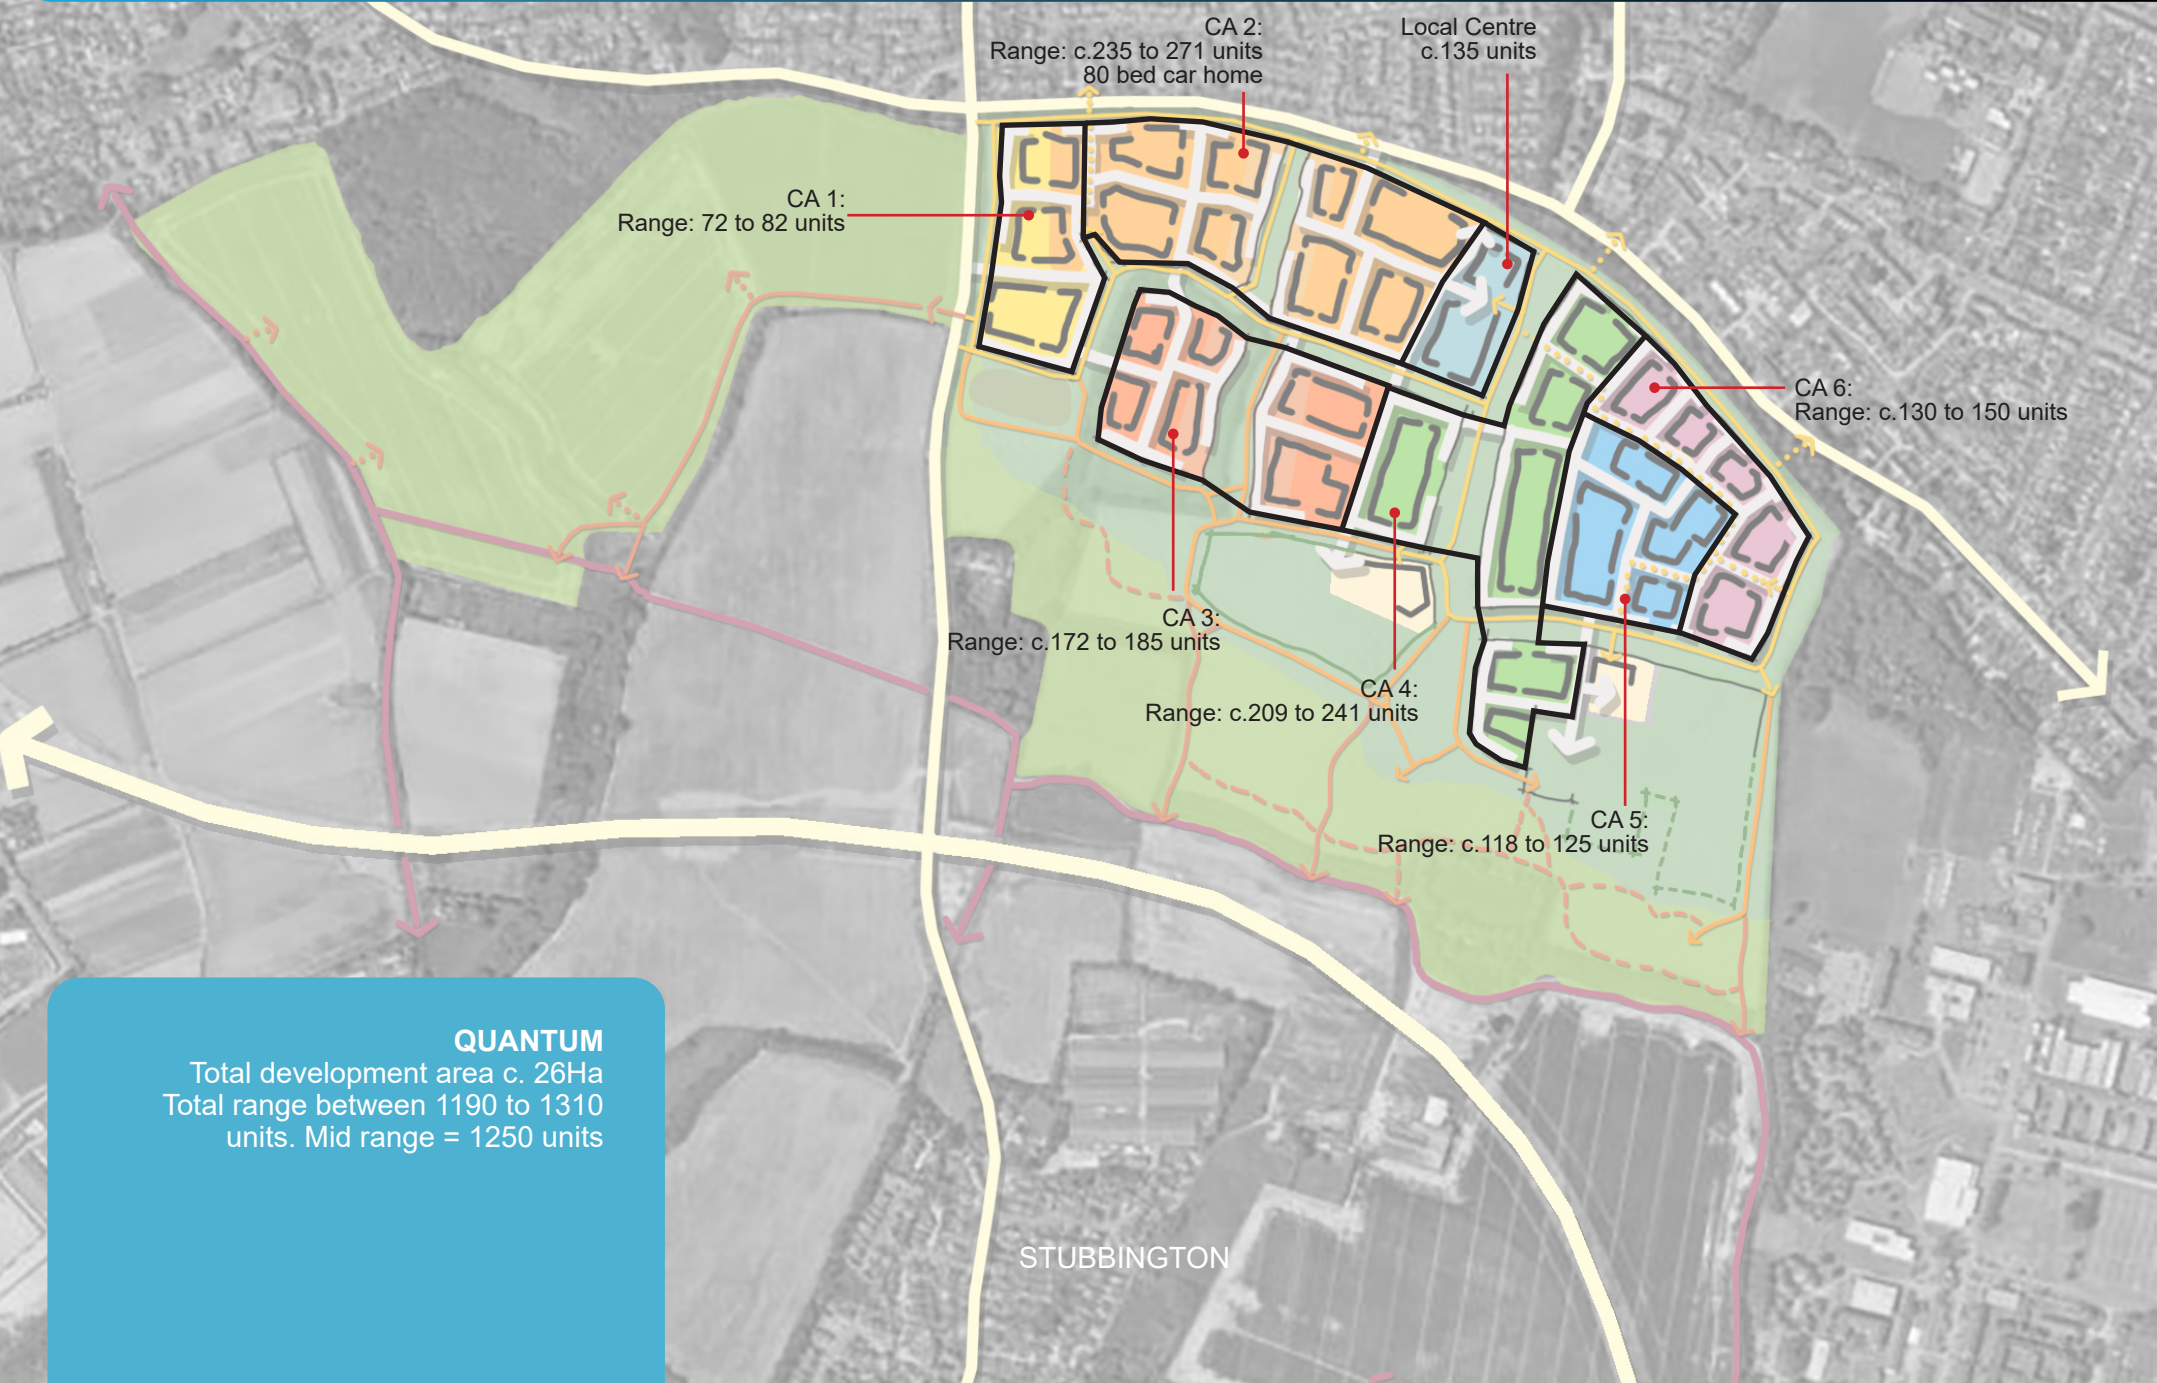 CA 2:
Range: c.235 to 271 units
80 bed car home
Local Centre
c.135 units
CA 1:
Range: 72 to 82 units
CA 6:
Range: c.130 to 150 units
CA 3:
Range: c.172 to 185 units
CA 4:
Range: c.209 to 241 units
CA 5:
Range: c.118 to 125 units
QUANTUM
Total development area c. 26Ha
Total range between 1190 to 1310
units. Mid range = 1250 units
STUBBINGTON